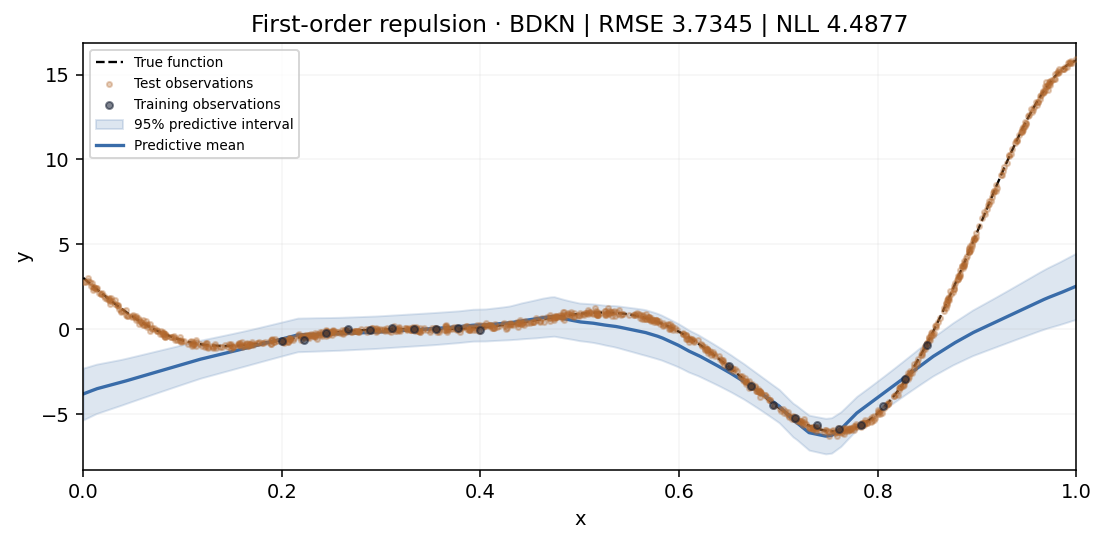 First-order repulsion · BDKN | RMSE 3.7345 | NLL 4.4877
True function
Test observations
Training observations
95% predictive interval
Predictive mean
y
15
10
5
0
−5
0.0 0.2 0.4 0.6 0.8 1.0
x